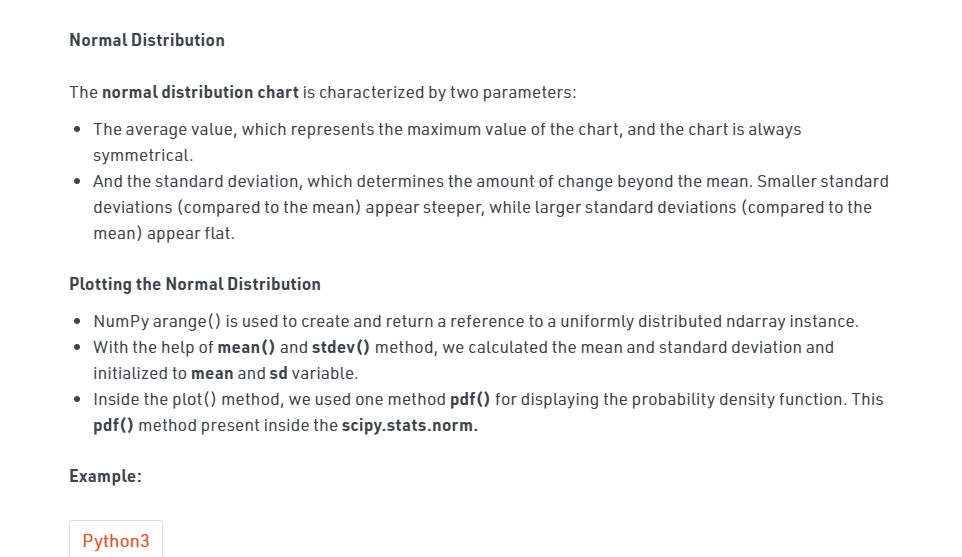 Normal Distribution
The normal distribution chart is characterized by two parameters:
• The average value, which represents the maximum value of the chart, and the chart is always
symmetrical.
• And the standard deviation, which determines the amount of change beyond the mean. Smaller standard
deviations (compared to the mean) appear steeper, while larger standard deviations (compared to the
mean) appear flat.
Plotting the Normal Distribution
• NumPy arange() is used to create and return a reference to a uniformly distributed ndarray instance.
• With the help of mean() and stdev() method, we calculated the mean and standard deviation and
initialized to mean and sd variable.
• Inside the plot() method, we used one method pdf() for displaying the probability density function. This
pdf() method present inside the scipy.stats.norm.
Example:
Python3